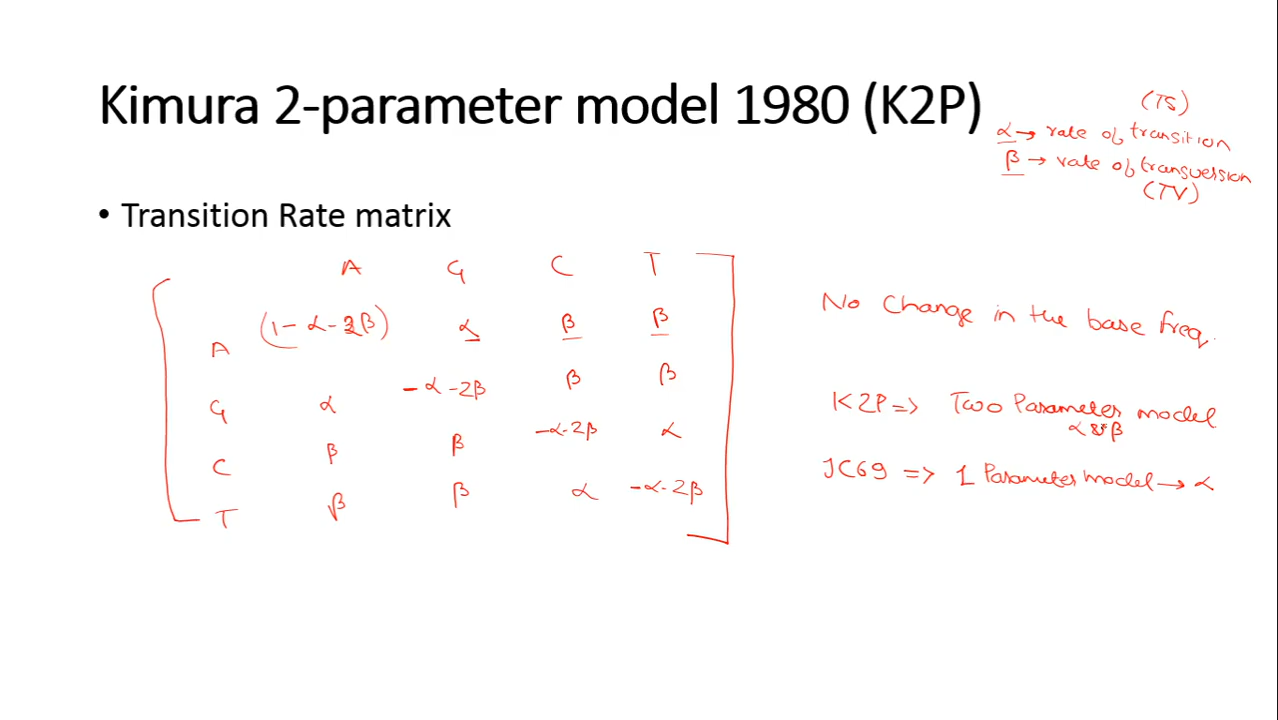 Kimura 2-parameter model 1980 (K2P)
(TS)
α → rate of transition
β → rate of transversion
(TV)
• Transition Rate matrix
A G C T
A (1-α-2β) α β β
G α -α-2β β β
C β β -α-2β α
T β β α -α-2β
No Change in the base freq.
K2P => Two Parameter model
α & β
JC69 => 1 Parameter model → α